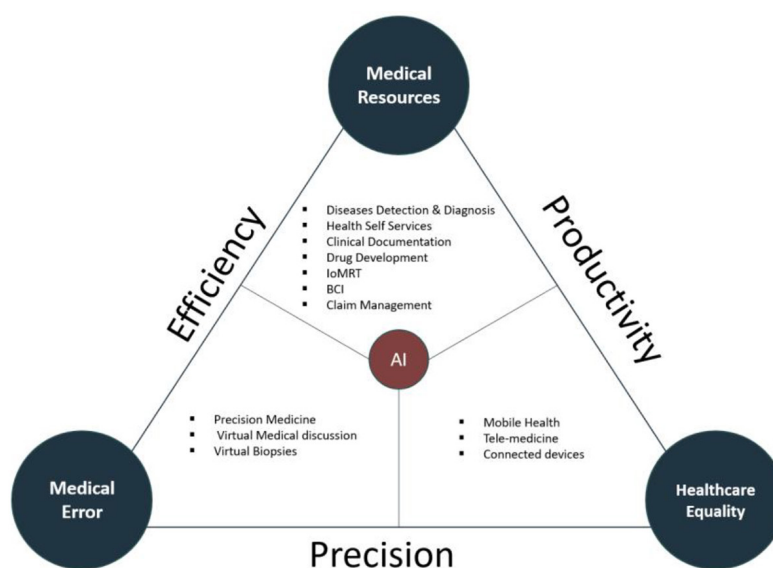 Medical
Resources
Efficiency
Productivity
▪ Diseases Detection & Diagnosis
▪ Health Self Services
▪ Clinical Documentation
▪ Drug Development
▪ IoMRT
▪ BCI
▪ Claim Management
AI
▪ Precision Medicine
▪ Virtual Medical discussion
▪ Virtual Biopsies
▪ Mobile Health
▪ Tele-medicine
▪ Connected devices
Medical
Error
Healthcare
Equality
Precision